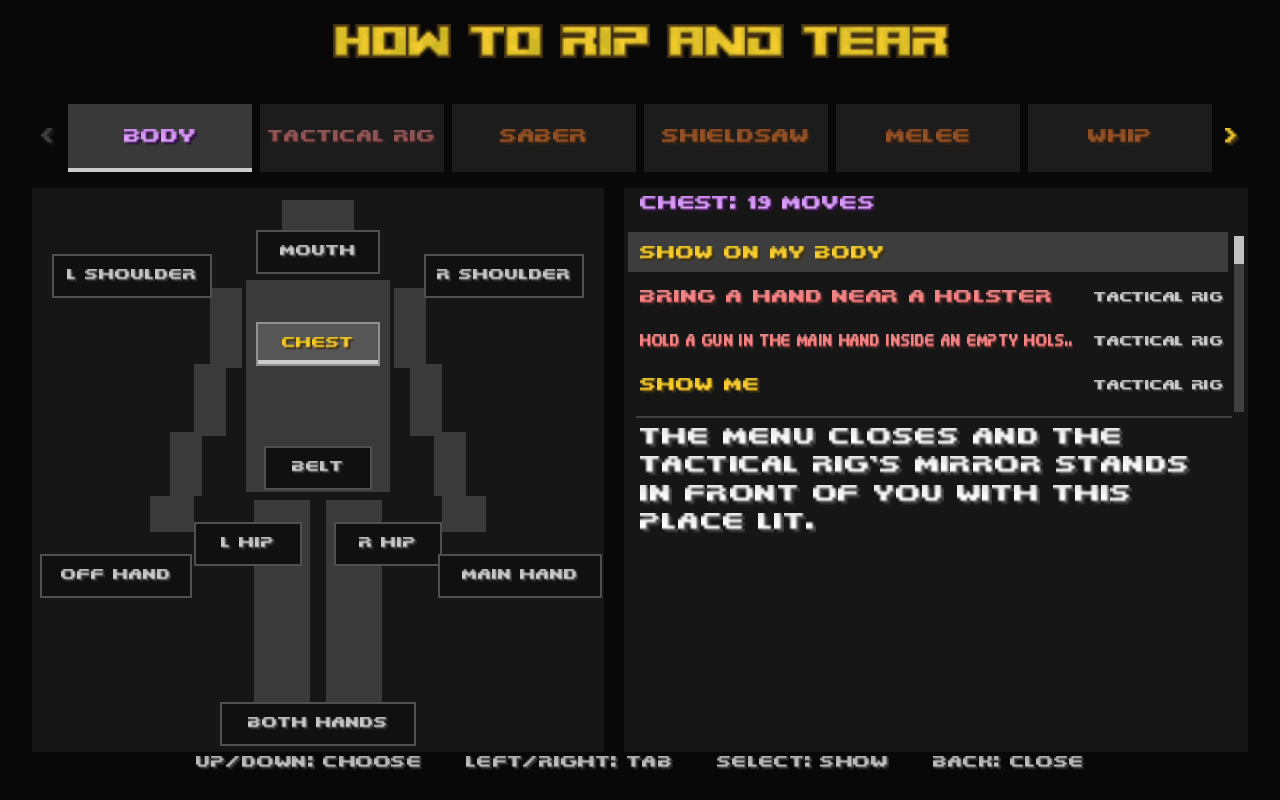 HOW TO RIP AND TEAR
BODY
TACTICAL RIG
SABER
SHIELDSAW
MELEE
WHIP
MOUTH
L SHOULDER
R SHOULDER
CHEST
BELT
L HIP
R HIP
OFF HAND
MAIN HAND
BOTH HANDS
CHEST: 19 MOVES
SHOW ON MY BODY
BRING A HAND NEAR A HOLSTER TACTICAL RIG
HOLD A GUN IN THE MAIN HAND INSIDE AN EMPTY HOLS.. TACTICAL RIG
SHOW ME TACTICAL RIG
THE MENU CLOSES AND THE
TACTICAL RIG'S MIRROR STANDS
IN FRONT OF YOU WITH THIS
PLACE LIT.
UP/DOWN: CHOOSE LEFT/RIGHT: TAB SELECT: SHOW BACK: CLOSE